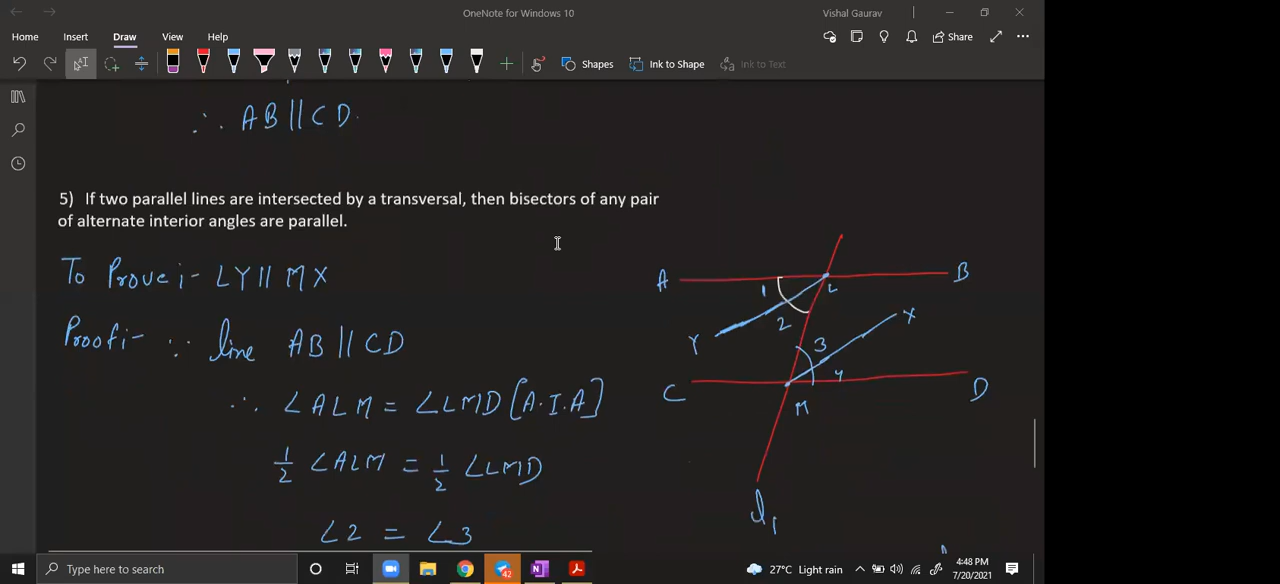 OneNote for Windows 10
Vishal Gaurav
Home Insert Draw View Help
Share
Shapes Ink to Shape Ink to Text
∴ AB || CD.
5) If two parallel lines are intersected by a transversal, then bisectors of any pair
of alternate interior angles are parallel.
To Prove:- LY || MX
Proof:- ∵ line AB || CD
∴ ∠ALM = ∠LMD [A.I.A]
1/2 ∠ALM = 1/2 ∠LMD
∠2 = ∠3
A B
1 L
2 X
Y 3
4
C D
M
l1
Type here to search
42
27°C Light rain
4:48 PM
7/20/2021